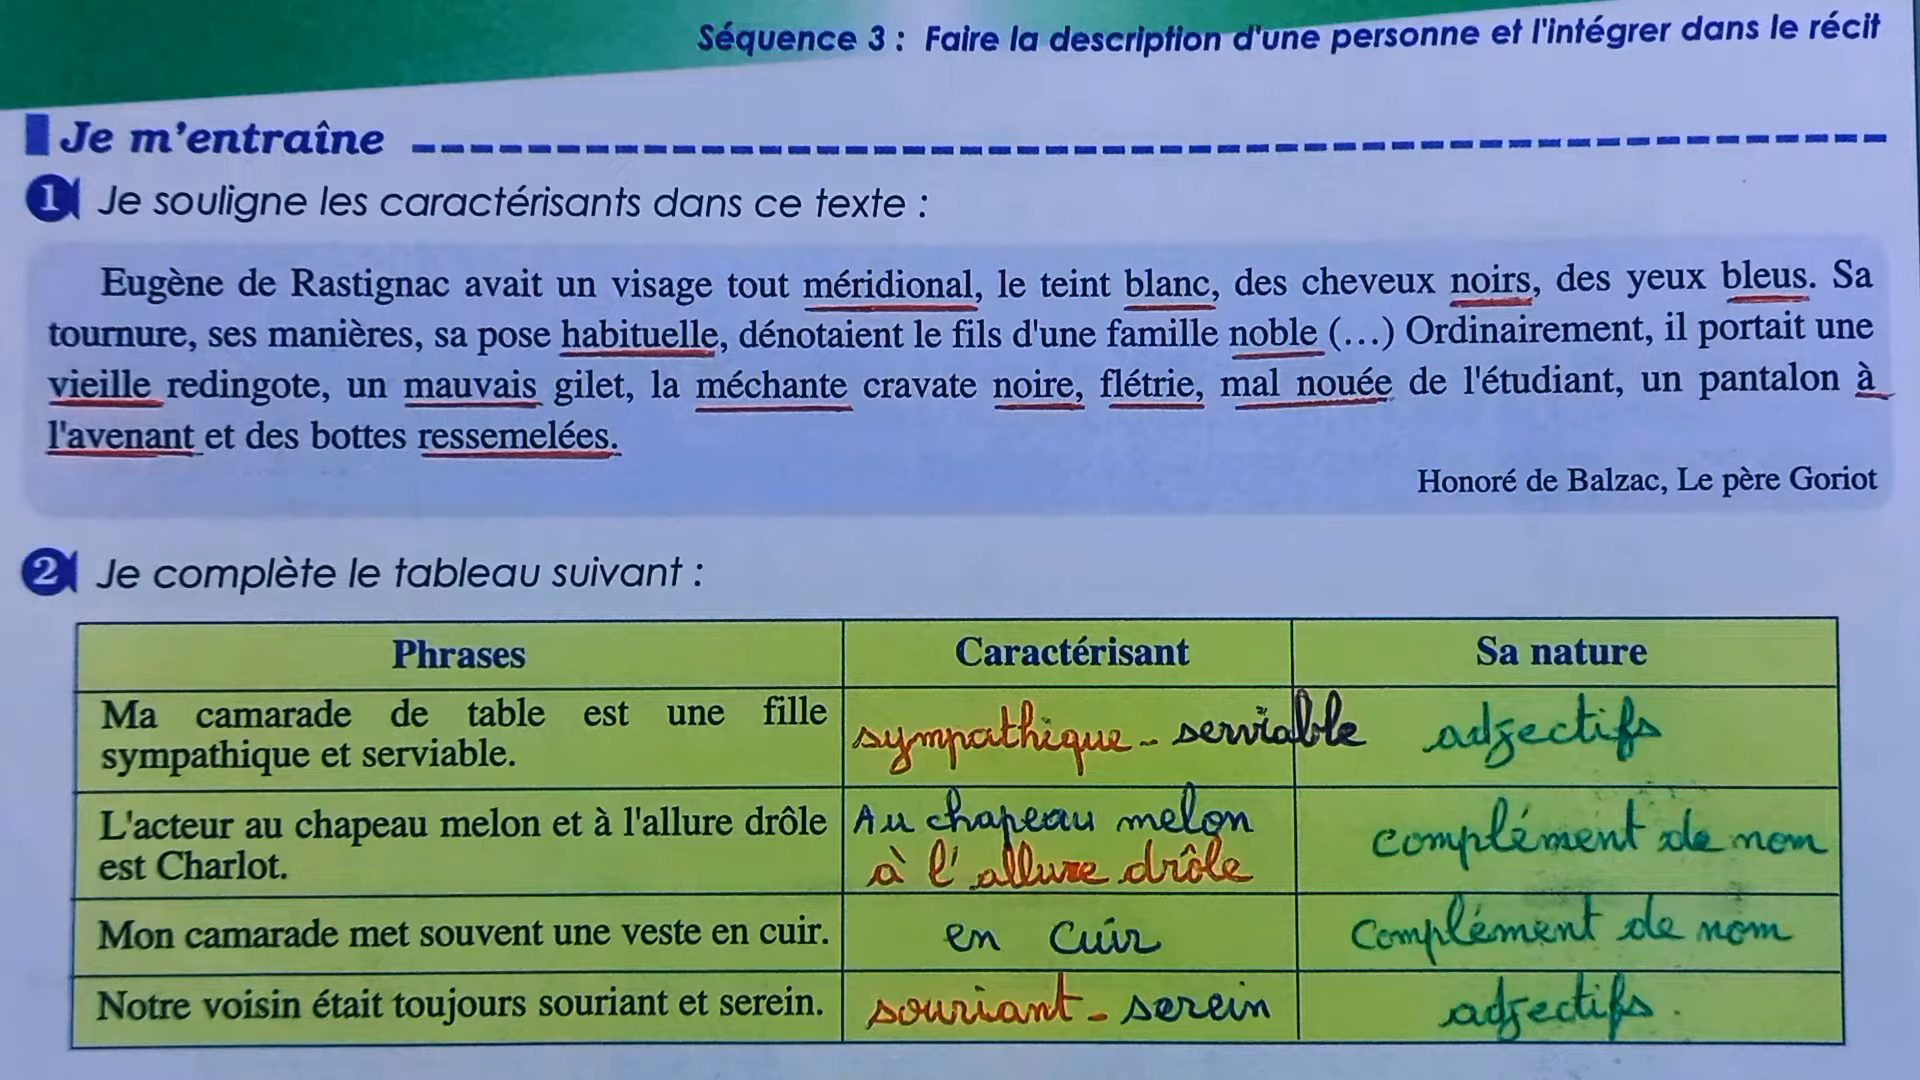 Séquence 3 : Faire la description d'une personne et l'intégrer dans le récit
Je m'entraîne
1 Je souligne les caractérisants dans ce texte :
Eugène de Rastignac avait un visage tout méridional, le teint blanc, des cheveux noirs, des yeux bleus. Sa
tournure, ses manières, sa pose habituelle, dénotaient le fils d'une famille noble (...) Ordinairement, il portait une
vieille redingote, un mauvais gilet, la méchante cravate noire, flétrie, mal nouée de l'étudiant, un pantalon à
l'avenant et des bottes ressemelées.
Honoré de Balzac, Le père Goriot
2 Je complète le tableau suivant :
Phrases Caractérisant Sa nature
Ma camarade de table est une fille
sympathique et serviable.
sympathique - serviable adjectifs
L'acteur au chapeau melon et à l'allure drôle
est Charlot.
Au chapeau melon
à l'allure drôle
complément de nom
Mon camarade met souvent une veste en cuir. en cuir complément de nom
Notre voisin était toujours souriant et serein. souriant - serein adjectifs.